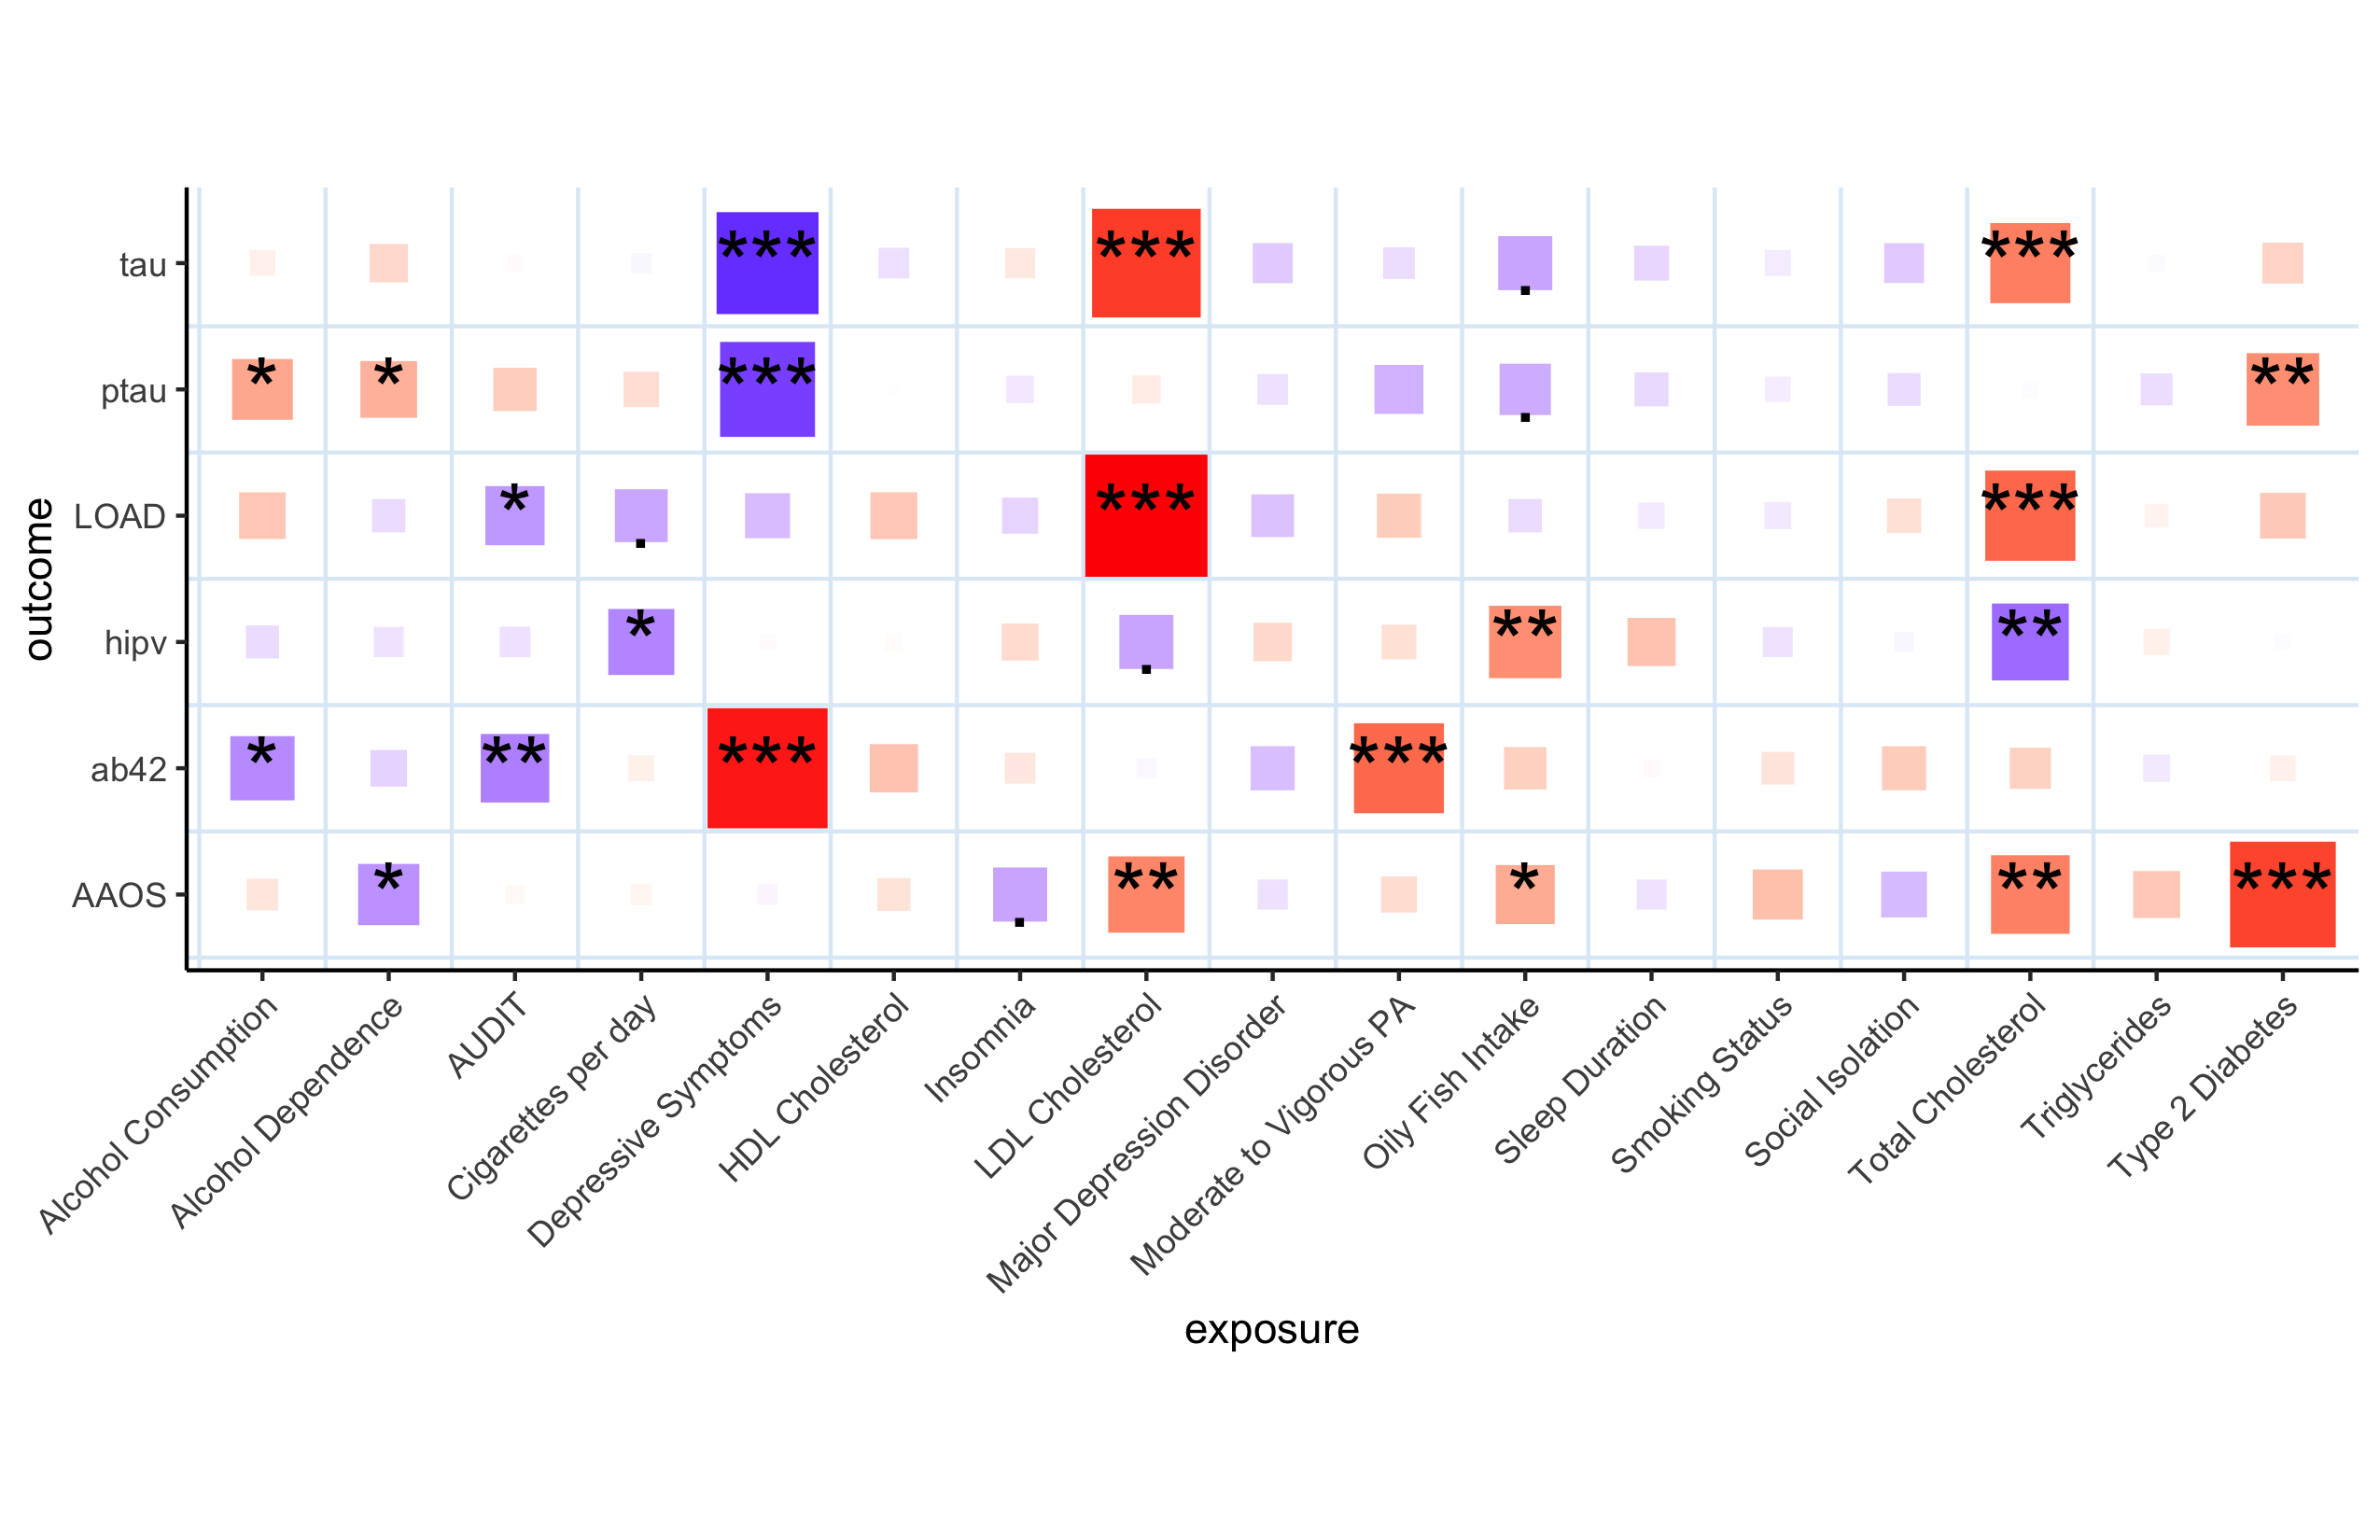 outcome
tau *** *** . ***
ptau * * *** . **
LOAD * . *** ***
hipv * . ** **
ab42 * ** *** ***
AAOS * . ** * ** ***
Alcohol Consumption
Alcohol Dependence
AUDIT
Cigarettes per day
Depressive Symptoms
HDL Cholesterol
Insomnia
LDL Cholesterol
Major Depression Disorder
Moderate to Vigorous PA
Oily Fish Intake
Sleep Duration
Smoking Status
Social Isolation
Total Cholesterol
Triglycerides
Type 2 Diabetes
exposure